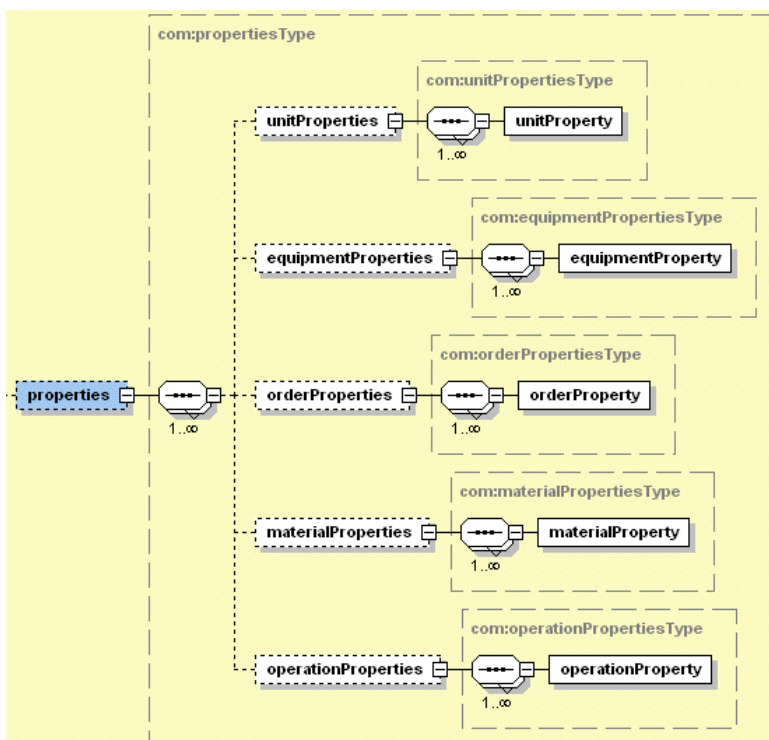 com:propertiesType
com:unitPropertiesType
unitProperties
unitProperty
1..∞
com:equipmentPropertiesType
equipmentProperties
equipmentProperty
1..∞
com:orderPropertiesType
properties
1..∞
orderProperties
orderProperty
1..∞
com:materialPropertiesType
materialProperties
materialProperty
1..∞
com:operationPropertiesType
operationProperties
operationProperty
1..∞